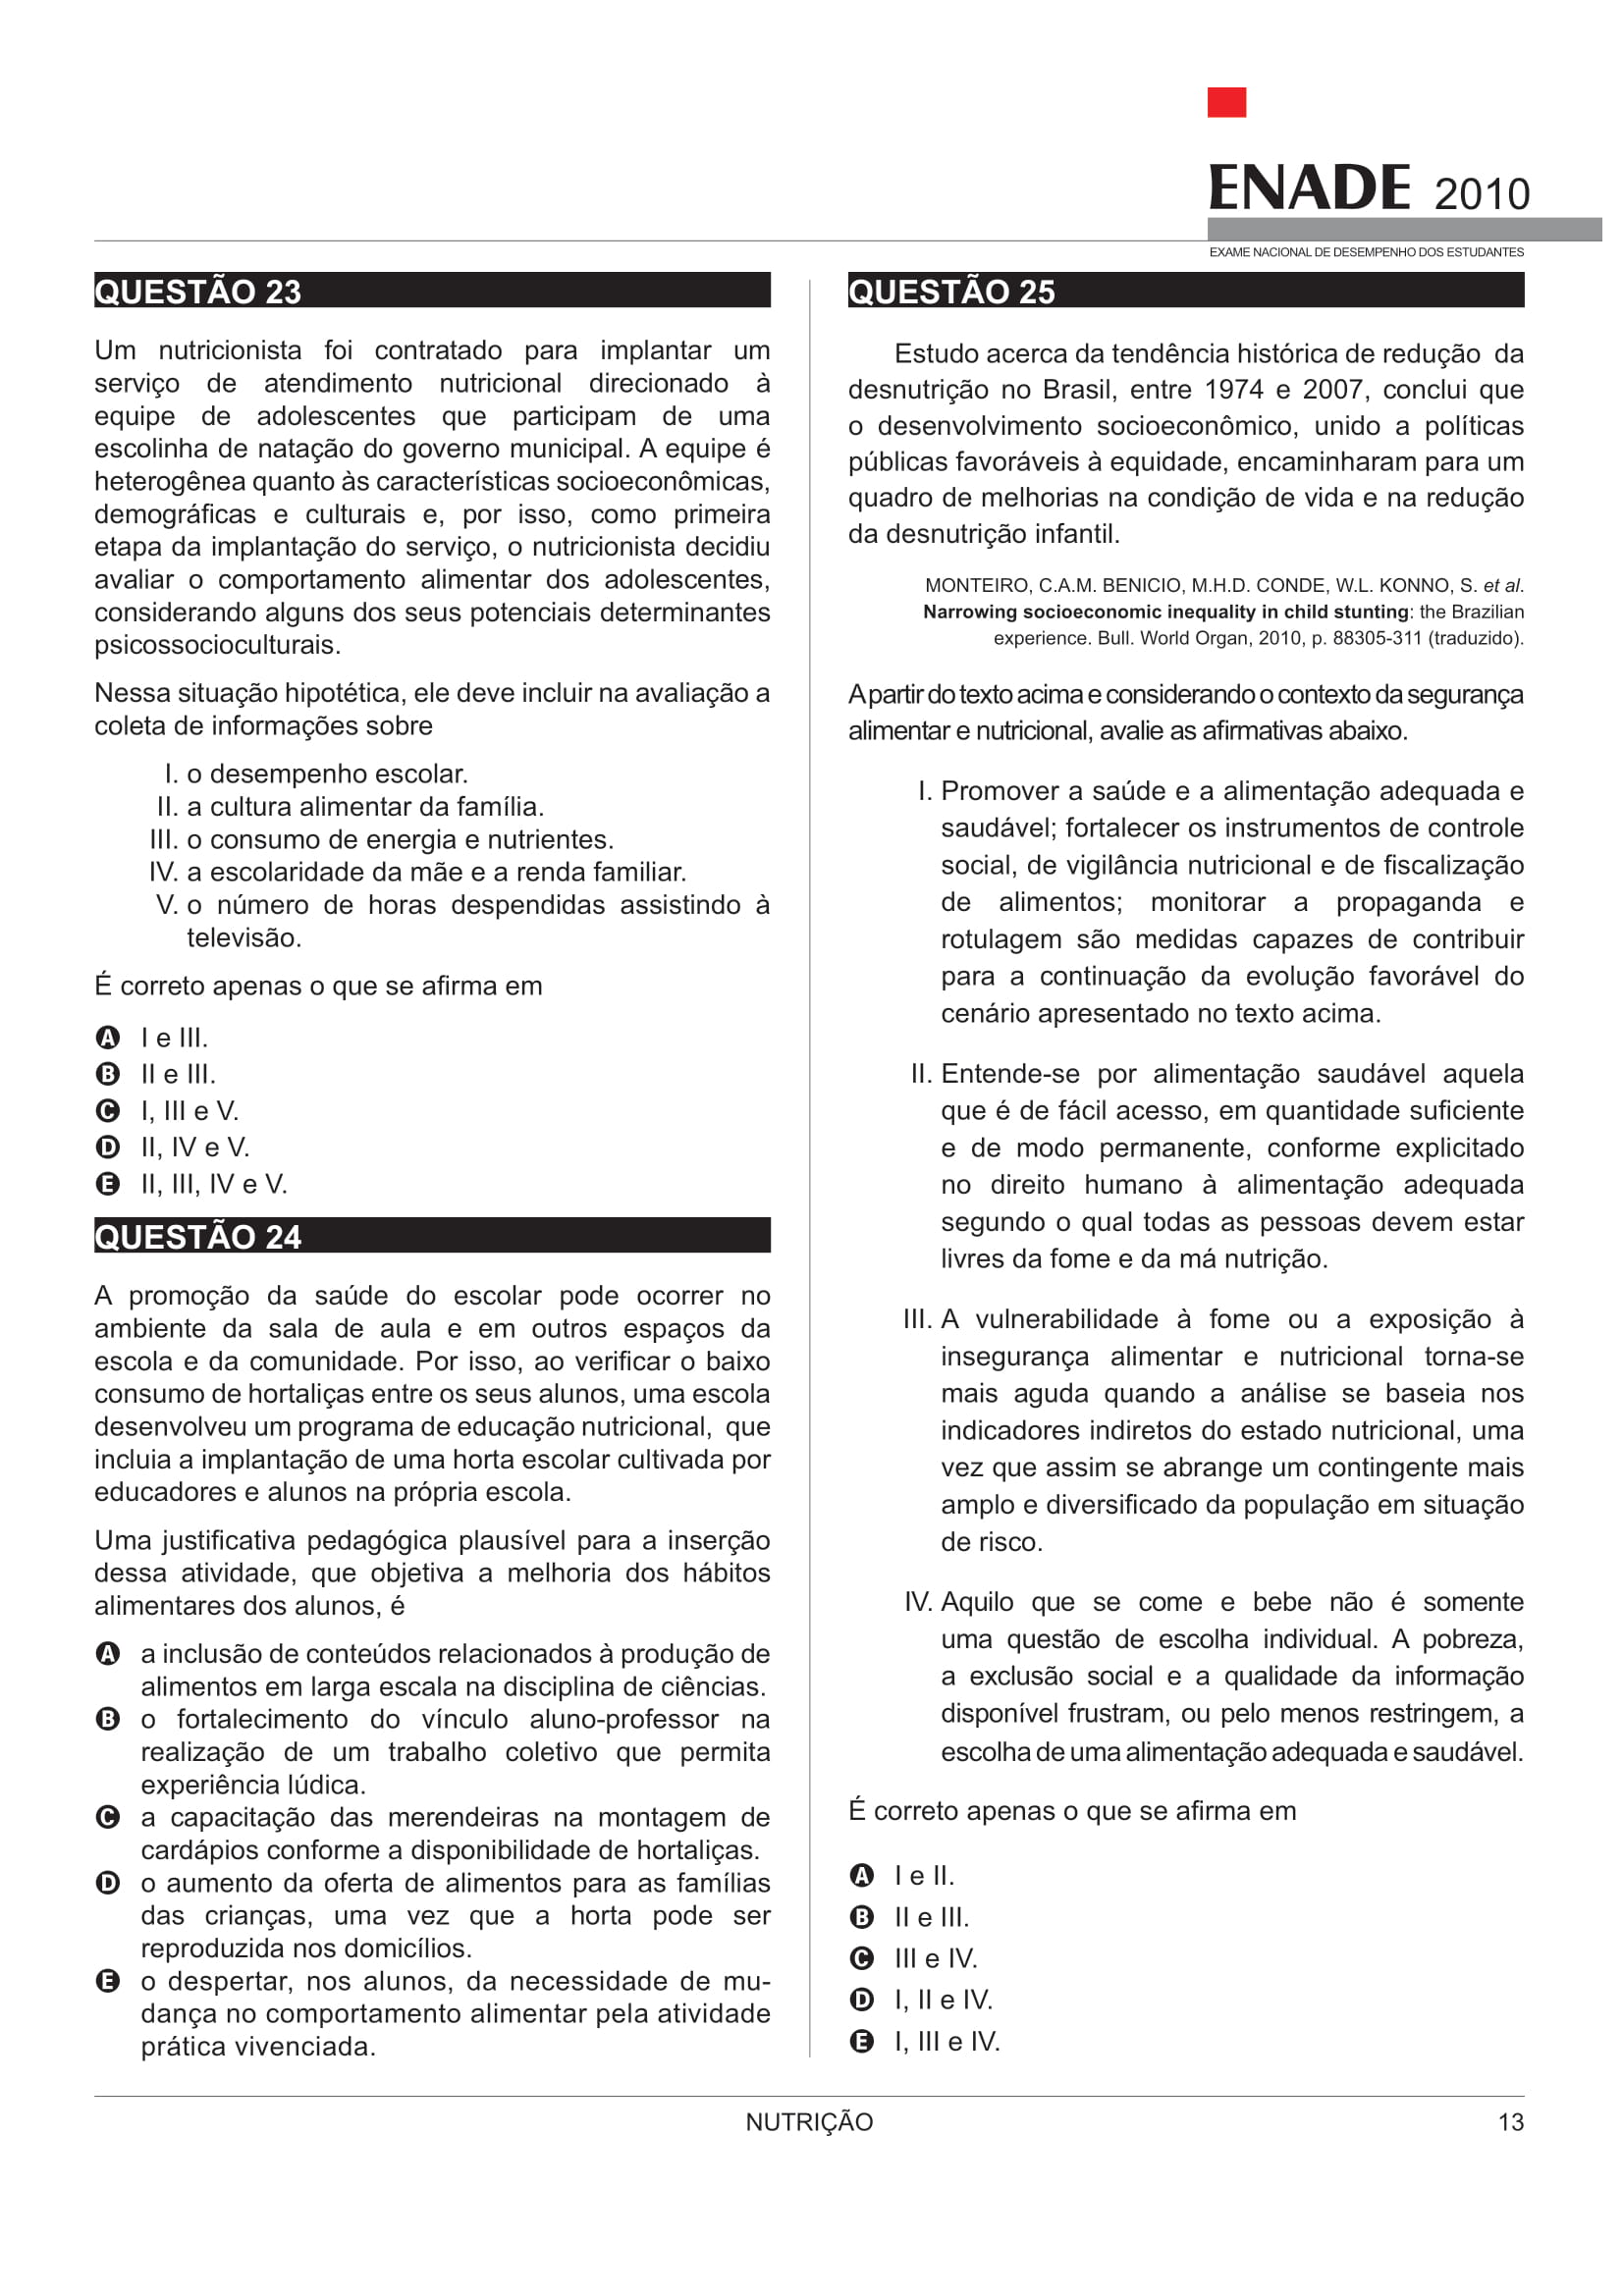 ENADE 2010
EXAME NACIONAL DE DESEMPENHO DOS ESTUDANTES
QUESTÃO 23
Um nutricionista foi contratado para implantar um
serviço de atendimento nutricional direcionado à
equipe de adolescentes que participam de uma
escolinha de natação do governo municipal. A equipe é
heterogênea quanto às características socioeconômicas,
demográficas e culturais e, por isso, como primeira
etapa da implantação do serviço, o nutricionista decidiu
avaliar o comportamento alimentar dos adolescentes,
considerando alguns dos seus potenciais determinantes
psicossocioculturais.
Nessa situação hipotética, ele deve incluir na avaliação a
coleta de informações sobre
I. o desempenho escolar.
II. a cultura alimentar da família.
III. o consumo de energia e nutrientes.
IV. a escolaridade da mãe e a renda familiar.
V. o número de horas despendidas assistindo à
televisão.
É correto apenas o que se afirma em
A I e III.
B II e III.
C I, III e V.
D II, IV e V.
E II, III, IV e V.
QUESTÃO 24
A promoção da saúde do escolar pode ocorrer no
ambiente da sala de aula e em outros espaços da
escola e da comunidade. Por isso, ao verificar o baixo
consumo de hortaliças entre os seus alunos, uma escola
desenvolveu um programa de educação nutricional, que
incluia a implantação de uma horta escolar cultivada por
educadores e alunos na própria escola.
Uma justificativa pedagógica plausível para a inserção
dessa atividade, que objetiva a melhoria dos hábitos
alimentares dos alunos, é
A a inclusão de conteúdos relacionados à produção de
alimentos em larga escala na disciplina de ciências.
B o fortalecimento do vínculo aluno-professor na
realização de um trabalho coletivo que permita
experiência lúdica.
C a capacitação das merendeiras na montagem de
cardápios conforme a disponibilidade de hortaliças.
D o aumento da oferta de alimentos para as famílias
das crianças, uma vez que a horta pode ser
reproduzida nos domicílios.
E o despertar, nos alunos, da necessidade de mu-
dança no comportamento alimentar pela atividade
prática vivenciada.
QUESTÃO 25
Estudo acerca da tendência histórica de redução da
desnutrição no Brasil, entre 1974 e 2007, conclui que
o desenvolvimento socioeconômico, unido a políticas
públicas favoráveis à equidade, encaminharam para um
quadro de melhorias na condição de vida e na redução
da desnutrição infantil.
MONTEIRO, C.A.M. BENICIO, M.H.D. CONDE, W.L. KONNO, S. et al.
Narrowing socioeconomic inequality in child stunting: the Brazilian
experience. Bull. World Organ, 2010, p. 88305-311 (traduzido).
A partir do texto acima e considerando o contexto da segurança
alimentar e nutricional, avalie as afirmativas abaixo.
I. Promover a saúde e a alimentação adequada e
saudável; fortalecer os instrumentos de controle
social, de vigilância nutricional e de fiscalização
de alimentos; monitorar a propaganda e
rotulagem são medidas capazes de contribuir
para a continuação da evolução favorável do
cenário apresentado no texto acima.
II. Entende-se por alimentação saudável aquela
que é de fácil acesso, em quantidade suficiente
e de modo permanente, conforme explicitado
no direito humano à alimentação adequada
segundo o qual todas as pessoas devem estar
livres da fome e da má nutrição.
III. A vulnerabilidade à fome ou a exposição à
insegurança alimentar e nutricional torna-se
mais aguda quando a análise se baseia nos
indicadores indiretos do estado nutricional, uma
vez que assim se abrange um contingente mais
amplo e diversificado da população em situação
de risco.
IV. Aquilo que se come e bebe não é somente
uma questão de escolha individual. A pobreza,
a exclusão social e a qualidade da informação
disponível frustram, ou pelo menos restringem, a
escolha de uma alimentação adequada e saudável.
É correto apenas o que se afirma em
A I e II.
B II e III.
C III e IV.
D I, II e IV.
E I, III e IV.
NUTRIÇÃO
13